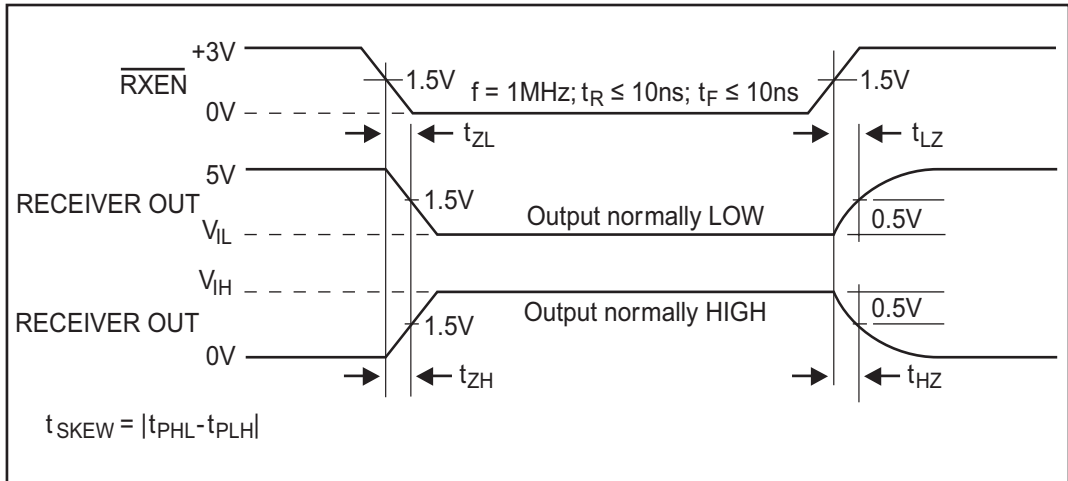 +3V
RXEN
0V
1.5V
f = 1MHz; tR ≤ 10ns; tF ≤ 10ns
1.5V
tZL
tLZ
5V
RECEIVER OUT
VIL
1.5V
Output normally LOW
0.5V
VIH
RECEIVER OUT
0V
1.5V
Output normally HIGH
0.5V
tZH
tHZ
tSKEW = |tPHL-tPLH|